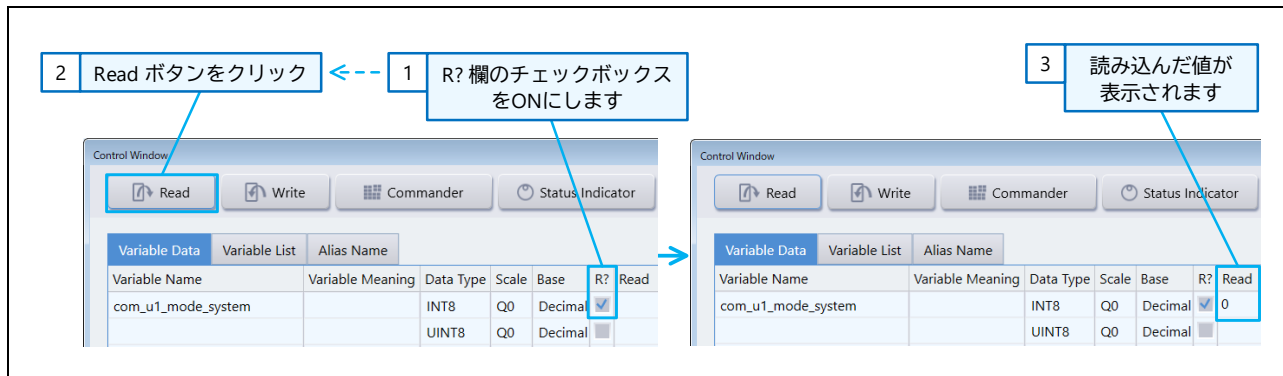 2 Read ボタンをクリック
1 R? 欄のチェックボックス
をONにします
3 読み込んだ値が
表示されます
Control Window
Read Write Commander Status Indicator
Variable Data Variable List Alias Name
Variable Name Variable Meaning Data Type Scale Base R? Read
com_u1_mode_system INT8 Q0 Decimal
UINT8 Q0 Decimal
Control Window
Read Write Commander Status Indicator
Variable Data Variable List Alias Name
Variable Name Variable Meaning Data Type Scale Base R? Read
com_u1_mode_system INT8 Q0 Decimal 0
UINT8 Q0 Decimal